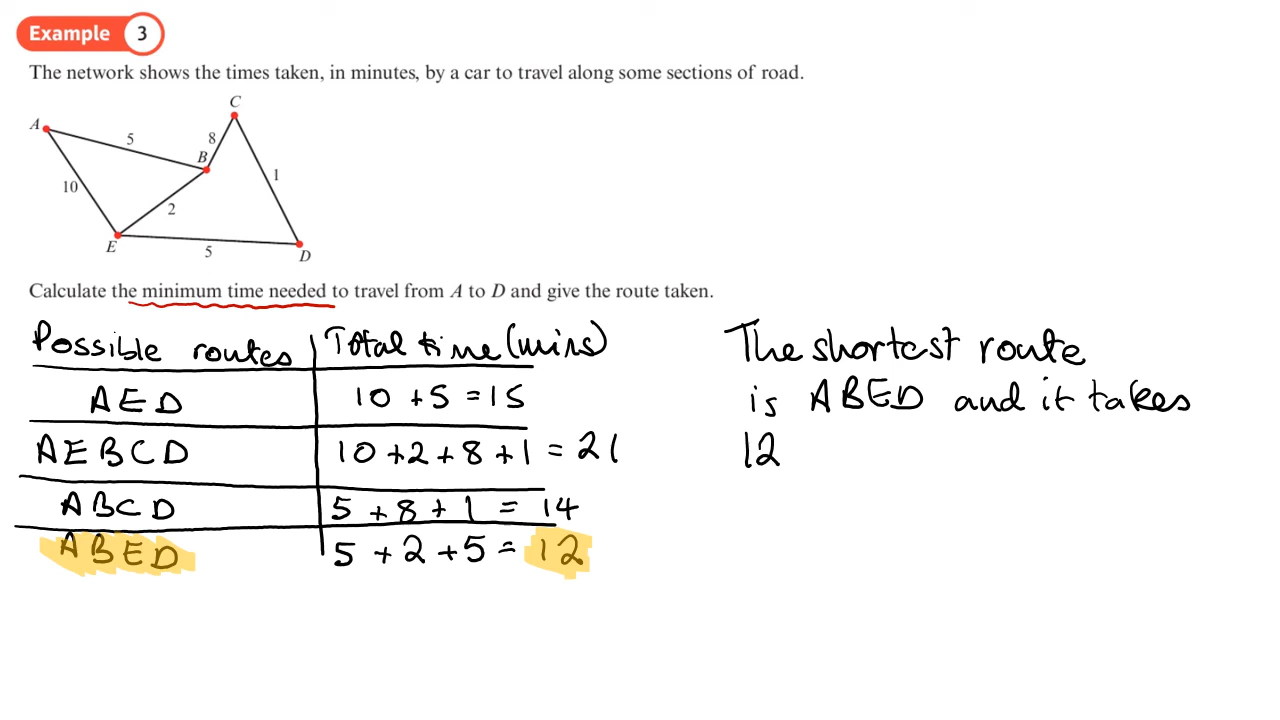 Example 3
The network shows the times taken, in minutes, by a car to travel along some sections of road.
C
A
5
8
B
10
1
2
E
5
D
Calculate the minimum time needed to travel from A to D and give the route taken.
Possible routes Total time (mins)
AED 10 + 5 = 15
AEBCD 10 + 2 + 8 + 1 = 21
ABCD 5 + 8 + 1 = 14
ABED 5 + 2 + 5 = 12
The shortest route
is ABED and it takes
12